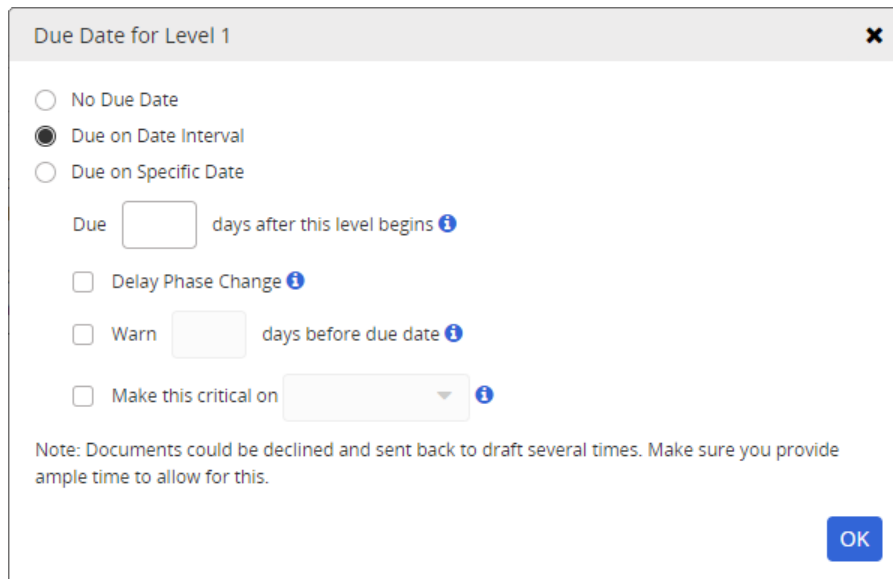 Due Date for Level 1
No Due Date
Due on Date Interval
Due on Specific Date
Due days after this level begins
Delay Phase Change
Warn days before due date
Make this critical on
Note: Documents could be declined and sent back to draft several times. Make sure you provide
ample time to allow for this.
OK